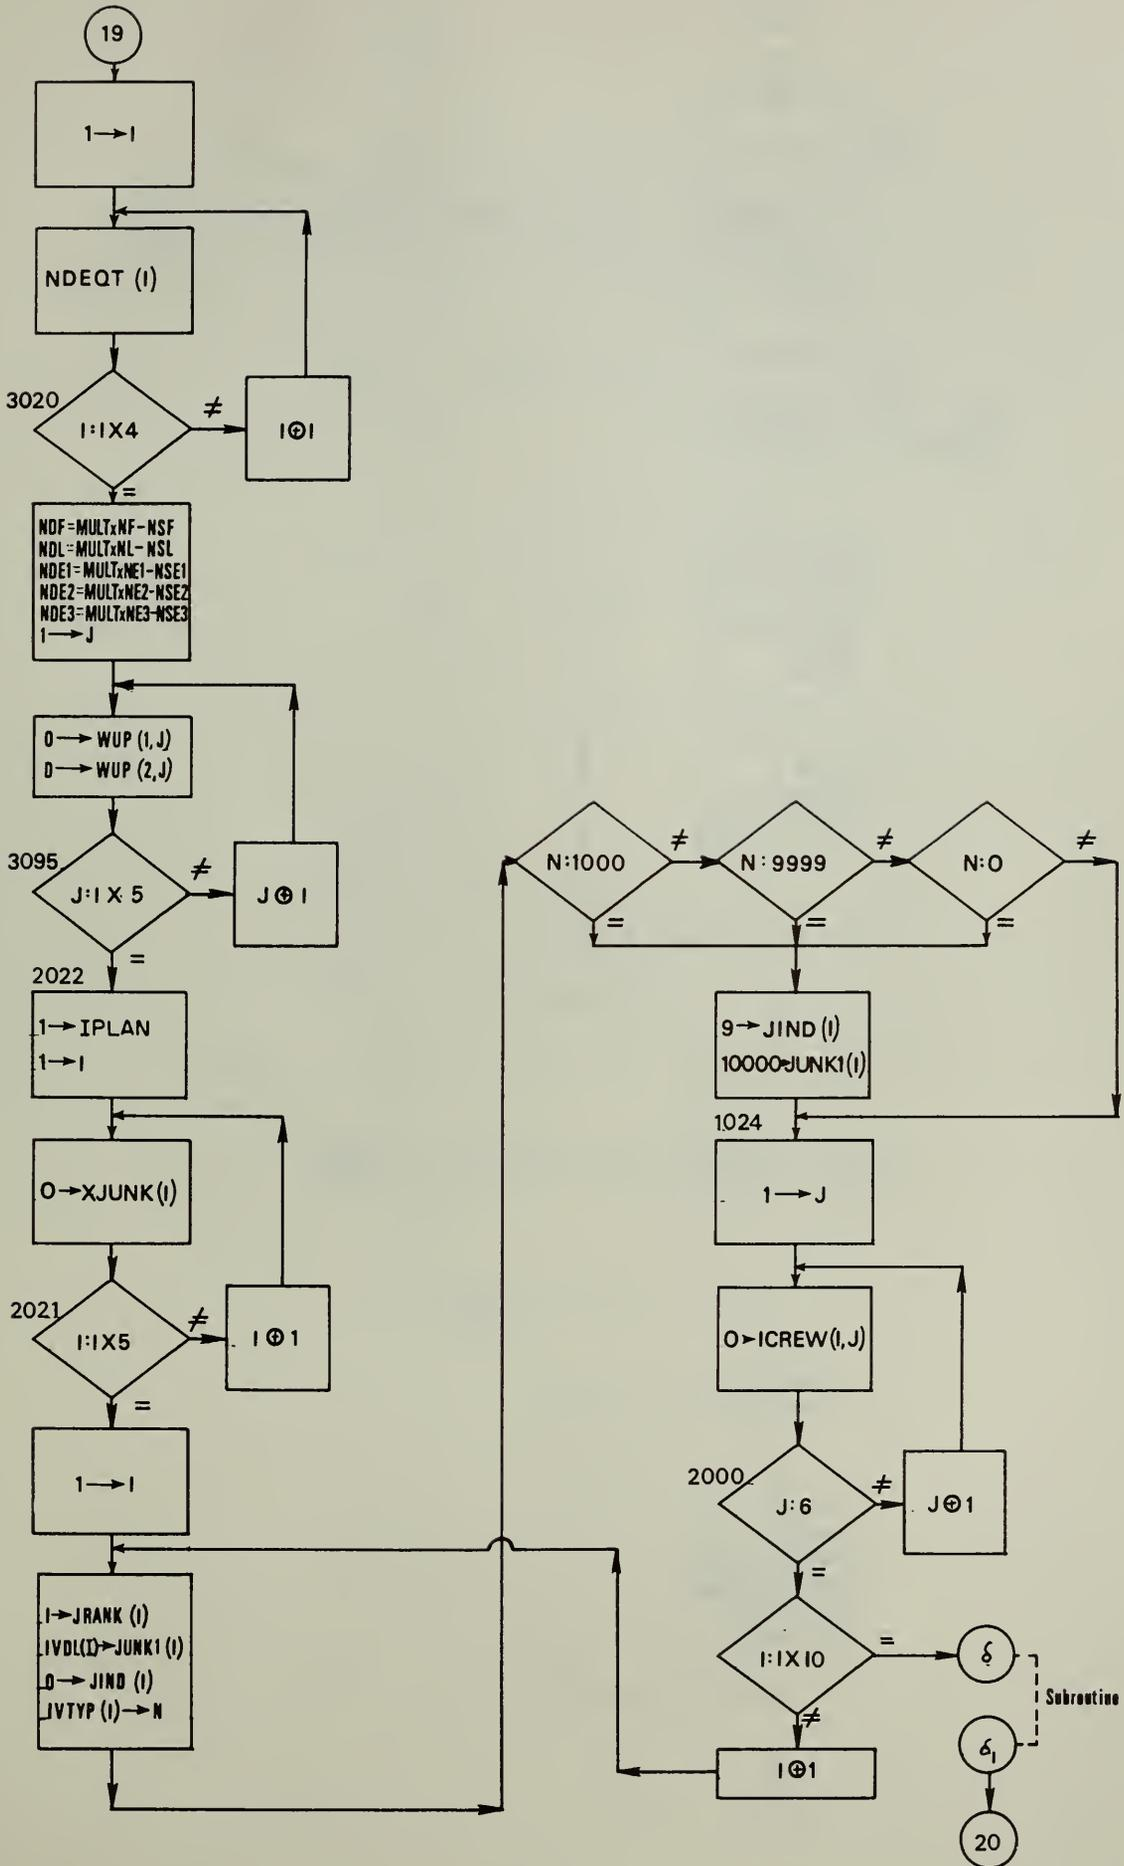 19
1→I
NDEQT (I)
3020
I:IX4
≠
I⊕I
=
NDF=MULTxNF-NSF
NDL=MULTxNL-NSL
NDE1=MULTxNE1-NSE1
NDE2=MULTxNE2-NSE2
NDE3=MULTxNE3-NSE3
1→J
0→WUP (1,J)
0→WUP (2,J)
3095
J:IX5
≠
J⊕I
=
2022
1→IPLAN
1→I
0→XJUNK(I)
2021
I:IX5
≠
I⊕1
=
1→I
I→JRANK (I)
IVDL(I)→JUNK1 (I)
0→JIND (I)
IVTYP (I)→N
N:1000
≠
N:9999
≠
N:0
≠
=
=
=
9→JIND (I)
10000→JUNK1(I)
1024
1→J
0→ICREW(I,J)
2000
J:6
≠
J⊕1
=
I:IX10
=
δ
Subroutine
≠
I⊕1
δ₁
20